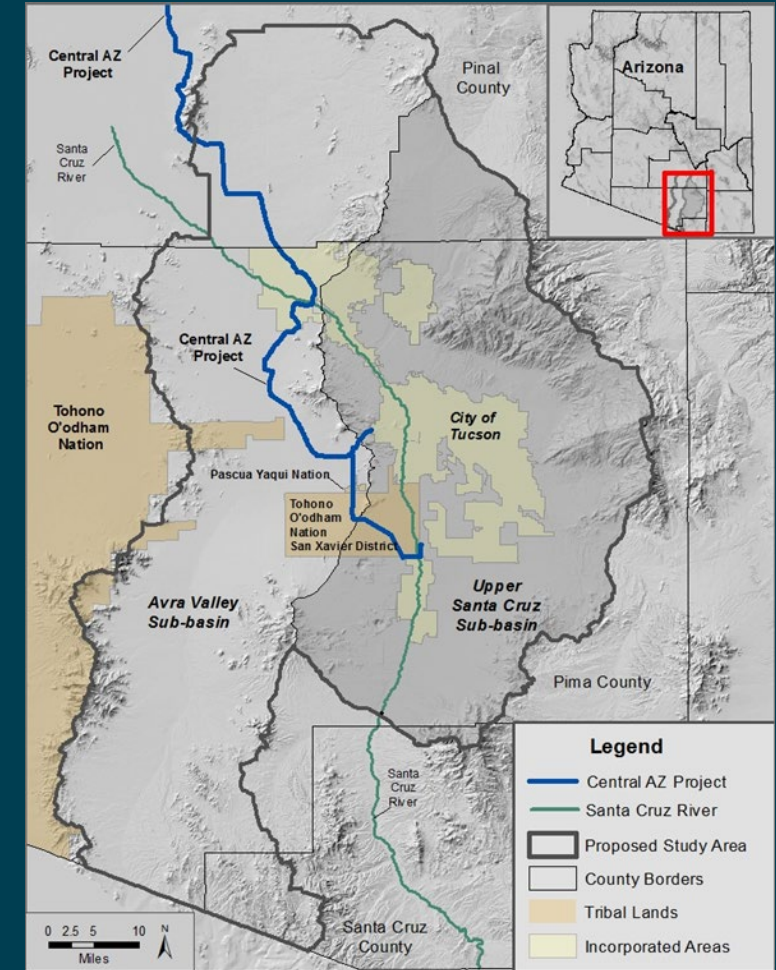 Central AZ
Project
Pinal
County
Arizona
Santa
Cruz
River
Central AZ
Project
Tohono
O'odham
Nation
City of
Tucson
Pascua Yaqui Nation
Tohono
O'odham
Nation
San Xavier District
Avra Valley
Sub-basin
Upper
Santa Cruz
Sub-basin
Pima County
Santa
Cruz
River
Santa Cruz
County
Legend
Central AZ Project
Santa Cruz River
Proposed Study Area
County Borders
Tribal Lands
Incorporated Areas
0 2.5 5 10
Miles
N